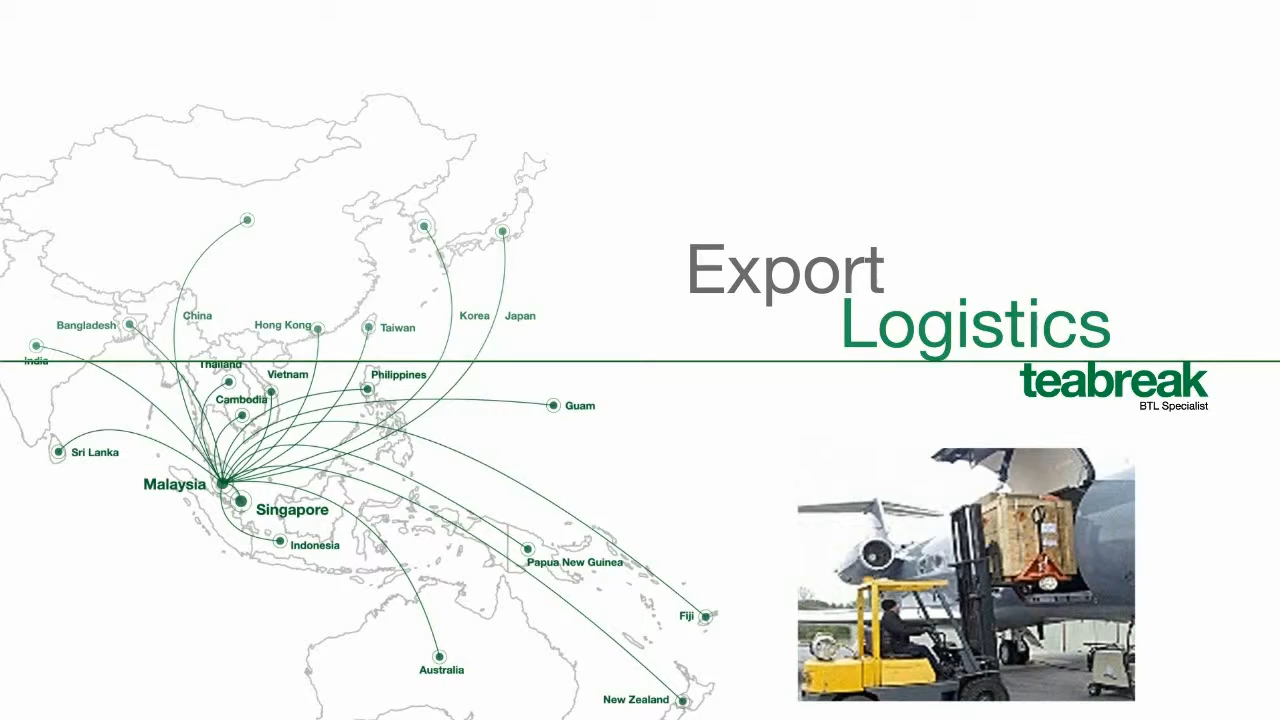 Export
Logistics
teabreak
BTL Specialist
China
Bangladesh
Hong Kong
Taiwan
Korea
Japan
India
Thailand
Vietnam
Philippines
Cambodia
Guam
Sri Lanka
Malaysia
Singapore
Indonesia
Papua New Guinea
Fiji
Australia
New Zealand